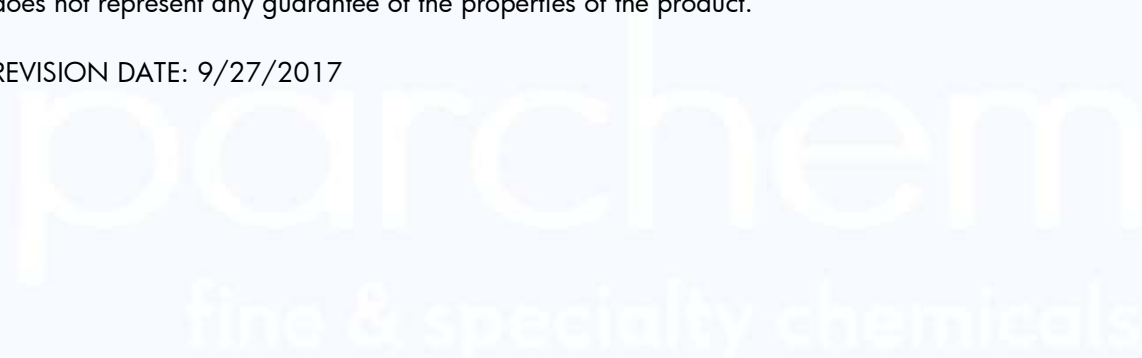 does not represent any guarantee of the properties of the product.
REVISION DATE: 9/27/2017
parchem
fine & specialty chemicals